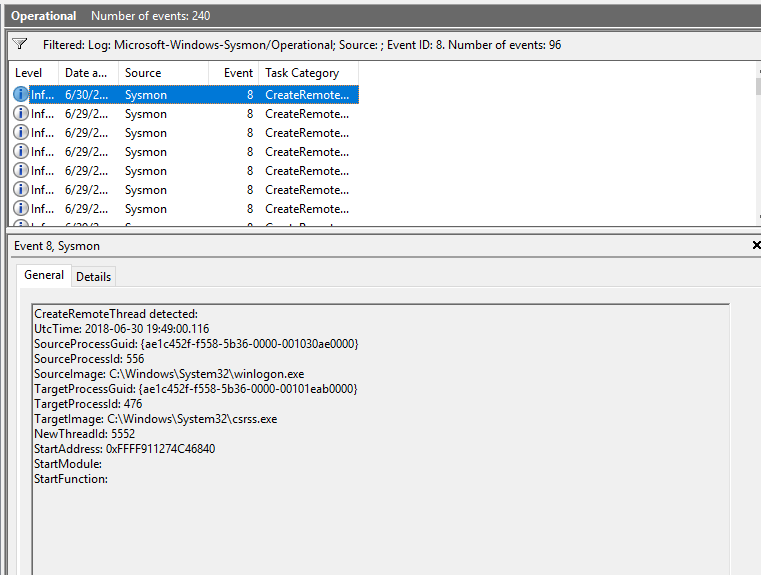 Operational Number of events: 240
Filtered: Log: Microsoft-Windows-Sysmon/Operational; Source: ; Event ID: 8. Number of events: 96
Level Date a... Source Event Task Category
Inf... 6/30/2... Sysmon 8 CreateRemote...
Inf... 6/29/2... Sysmon 8 CreateRemote...
Inf... 6/29/2... Sysmon 8 CreateRemote...
Inf... 6/29/2... Sysmon 8 CreateRemote...
Inf... 6/29/2... Sysmon 8 CreateRemote...
Inf... 6/29/2... Sysmon 8 CreateRemote...
Inf... 6/29/2... Sysmon 8 CreateRemote...
Event 8, Sysmon
General Details
CreateRemoteThread detected:
UtcTime: 2018-06-30 19:49:00.116
SourceProcessGuid: {ae1c452f-f558-5b36-0000-001030ae0000}
SourceProcessId: 556
SourceImage: C:\Windows\System32\winlogon.exe
TargetProcessGuid: {ae1c452f-f558-5b36-0000-00101eab0000}
TargetProcessId: 476
TargetImage: C:\Windows\System32\csrss.exe
NewThreadId: 5552
StartAddress: 0xFFFF911274C46840
StartModule:
StartFunction: